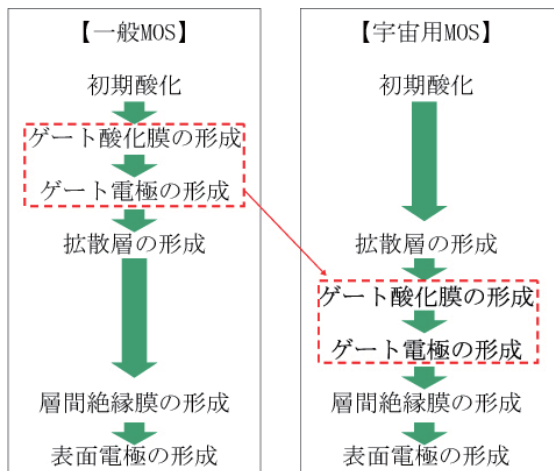 【一般MOS】
初期酸化
ゲート酸化膜の形成
ゲート電極の形成
拡散層の形成
層間絶縁膜の形成
表面電極の形成
【宇宙用MOS】
初期酸化
拡散層の形成
ゲート酸化膜の形成
ゲート電極の形成
層間絶縁膜の形成
表面電極の形成